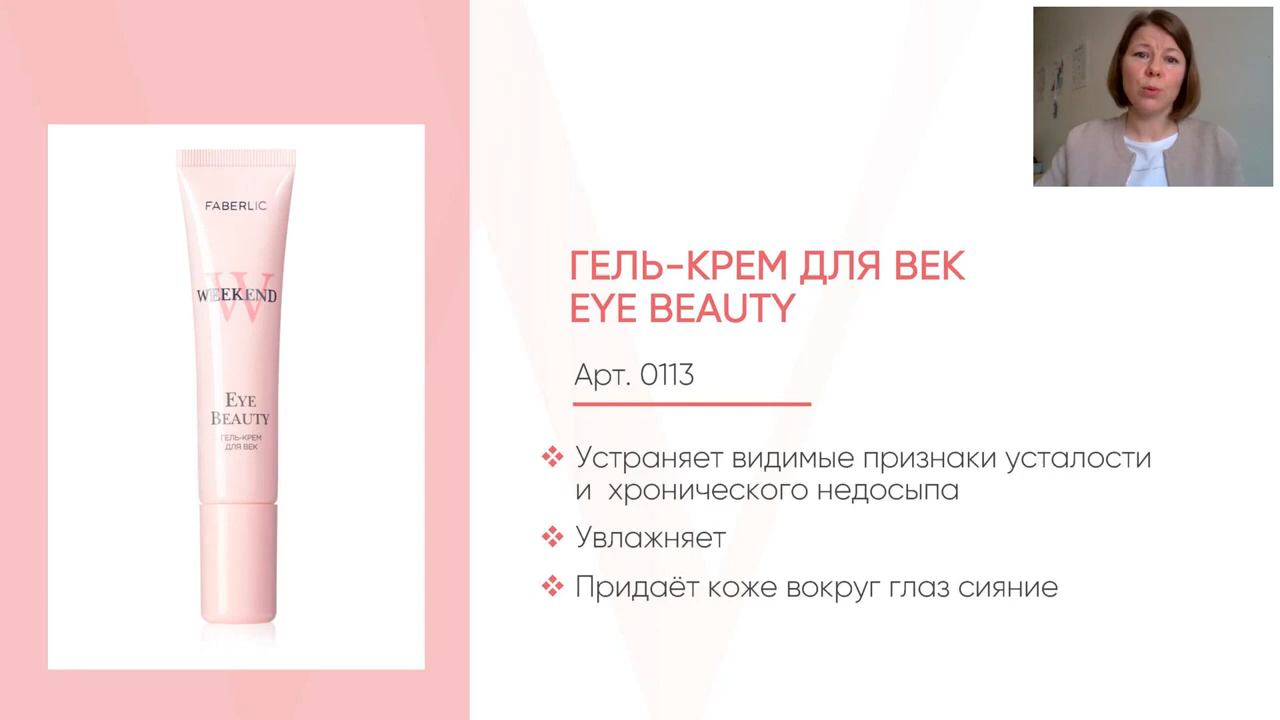 FABERLIC
WEEKEND
EYE
BEAUTY
ГЕЛЬ-КРЕМ
ДЛЯ ВЕК
ГЕЛЬ-КРЕМ ДЛЯ ВЕК
EYE BEAUTY
Арт. 0113
❖ Устраняет видимые признаки усталости
и хронического недосыпа
❖ Увлажняет
❖ Придаёт коже вокруг глаз сияние